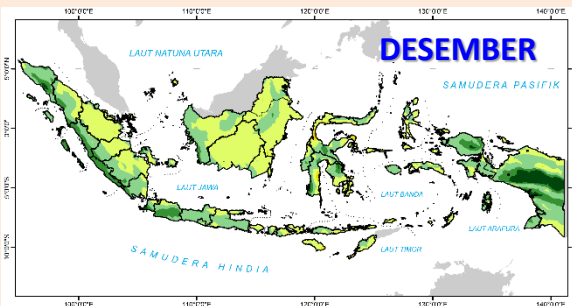 100°0'0"E 110°0'0"E 120°0'0"E 130°0'0"E 140°0'0"E
LAUT NATUNA UTARA
DESEMBER
SAMUDERA PASIFIK
LAUT JAWA
LAUT BANDA
LAUT ARAFURA
LAUT TIMOR
SAMUDERA HINDIA